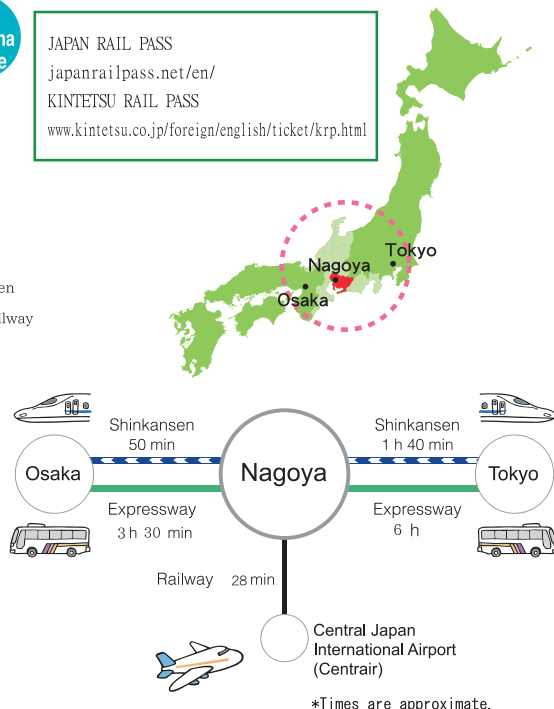 JAPAN RAIL PASS
japanrailpass.net/en/
KINTETSU RAIL PASS
www.kintetsu.co.jp/foreign/english/ticket/krp.html
Tokyo
Nagoya
Osaka
Shinkansen
50 min
Shinkansen
1 h 40 min
Osaka
Nagoya
Tokyo
Expressway
3 h 30 min
Expressway
6 h
Railway 28 min
Central Japan
International Airport
(Centrair)
*Times are approximate.